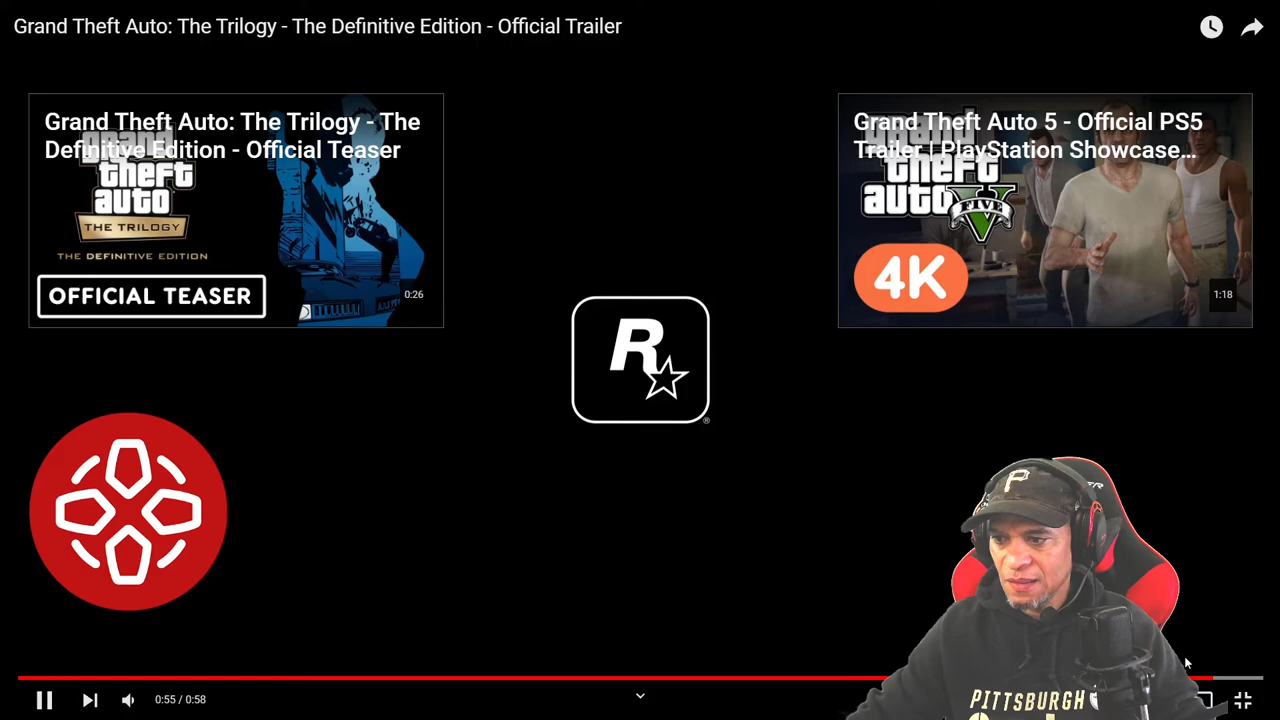 Grand Theft Auto: The Trilogy - The Definitive Edition - Official Trailer
Grand Theft Auto: The Trilogy - The
Definitive Edition - Official Teaser
grand
theft
auto
THE TRILOGY
THE DEFINITIVE EDITION
OFFICIAL TEASER
0:26
Grand Theft Auto 5 - Official PS5
Trailer | PlayStation Showcase...
grand
theft
auto
V
FIVE
4K
1:18
R
®
P
PITTSBURGH
0:55 / 0:58